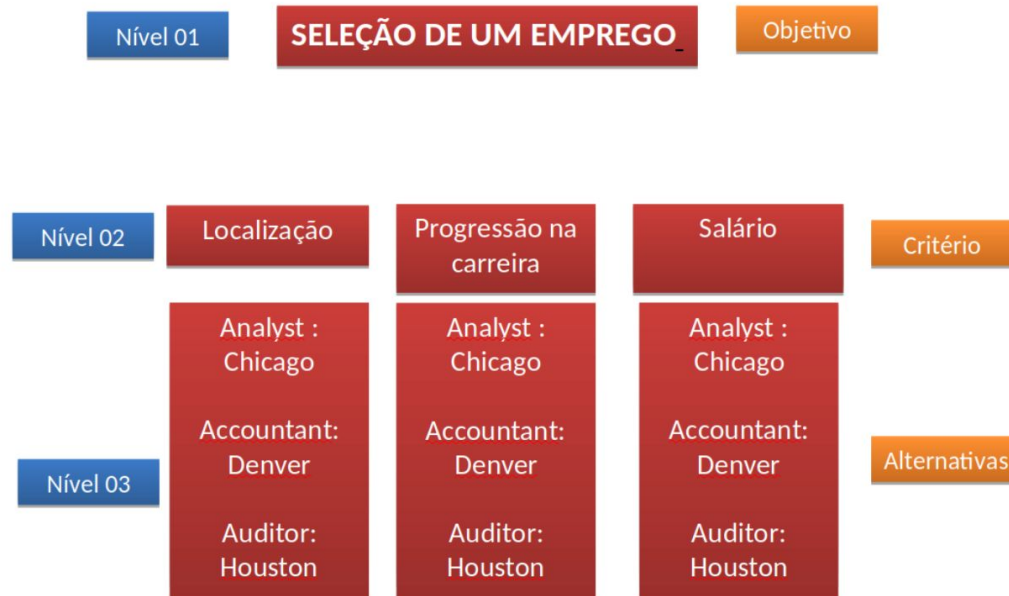 Nível 01
SELEÇÃO DE UM EMPREGO
Objetivo
Nível 02
Localização
Progressão na
carreira
Salário
Critério
Nível 03
Analyst :
Chicago
Accountant:
Denver
Auditor:
Houston
Analyst :
Chicago
Accountant:
Denver
Auditor:
Houston
Analyst :
Chicago
Accountant:
Denver
Auditor:
Houston
Alternativas